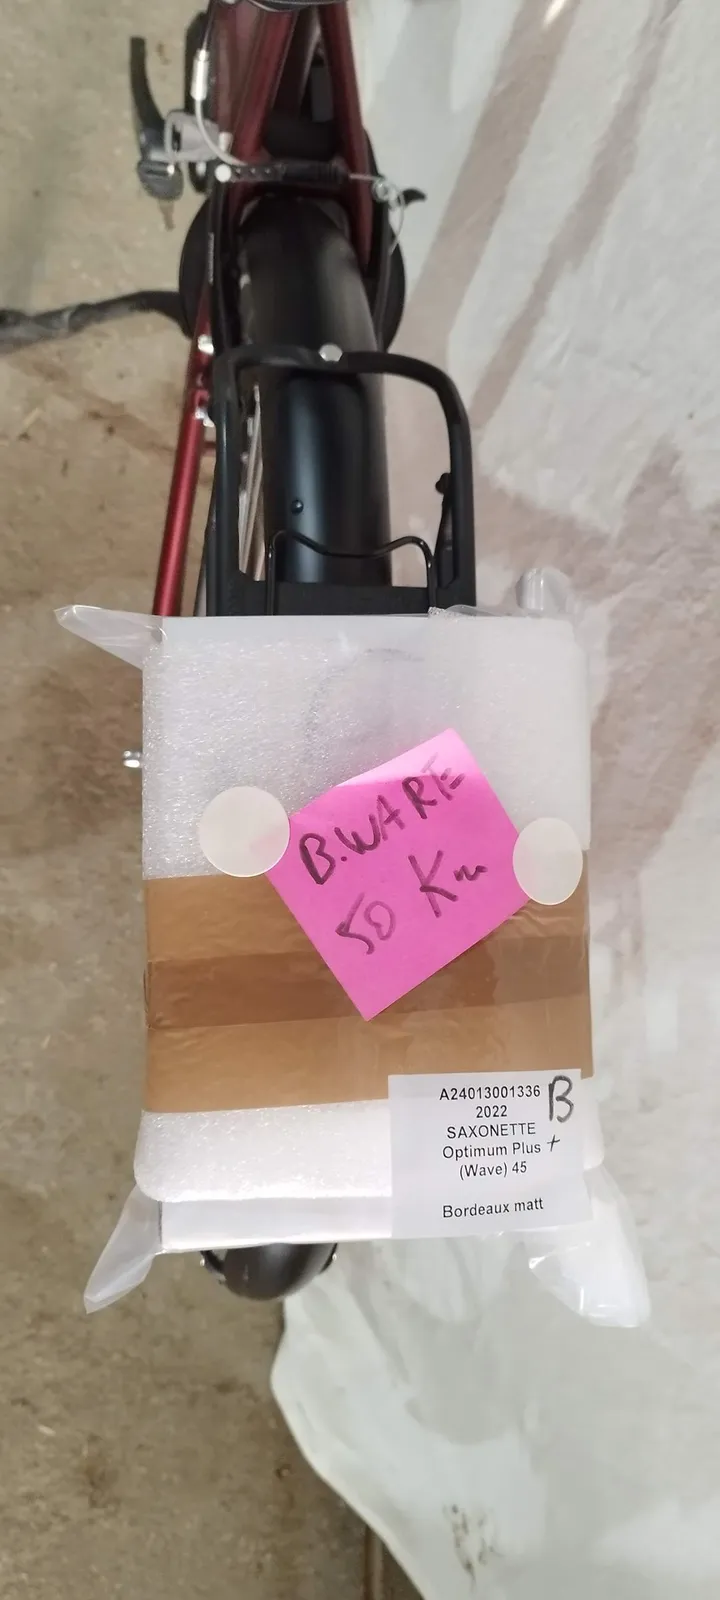 B.WARE
50 Km
A24013001336 B
2022
SAXONETTE
Optimum Plus +
(Wave) 45
Bordeaux matt